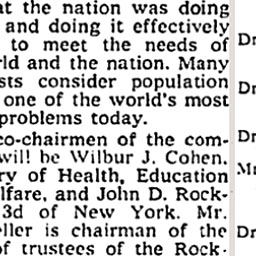 at the nation was doing
and doing it effectively
to meet the needs of
rld and the nation. Many
sts consider population
one of the world's most
problems today.
co-chairmen of the com-
will be Wilbur J. Cohen,
ry of Health, Education
lfare, and John D. Rock-
3d of New York. Mr.
eller is chairman of the
of trustees of the Rock-
Dr
Dr
Dr
Mr
Dr